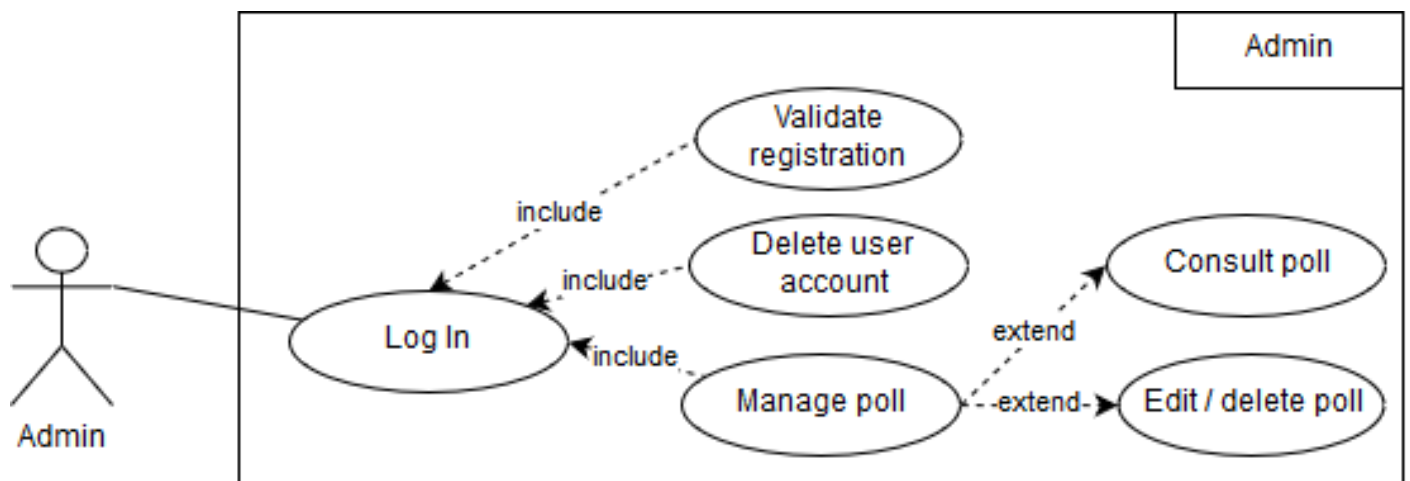 Admin
Validate
registration
include
Delete user
account
Consult poll
include
Log In
extend
include
Manage poll
extend
Edit / delete poll
Admin